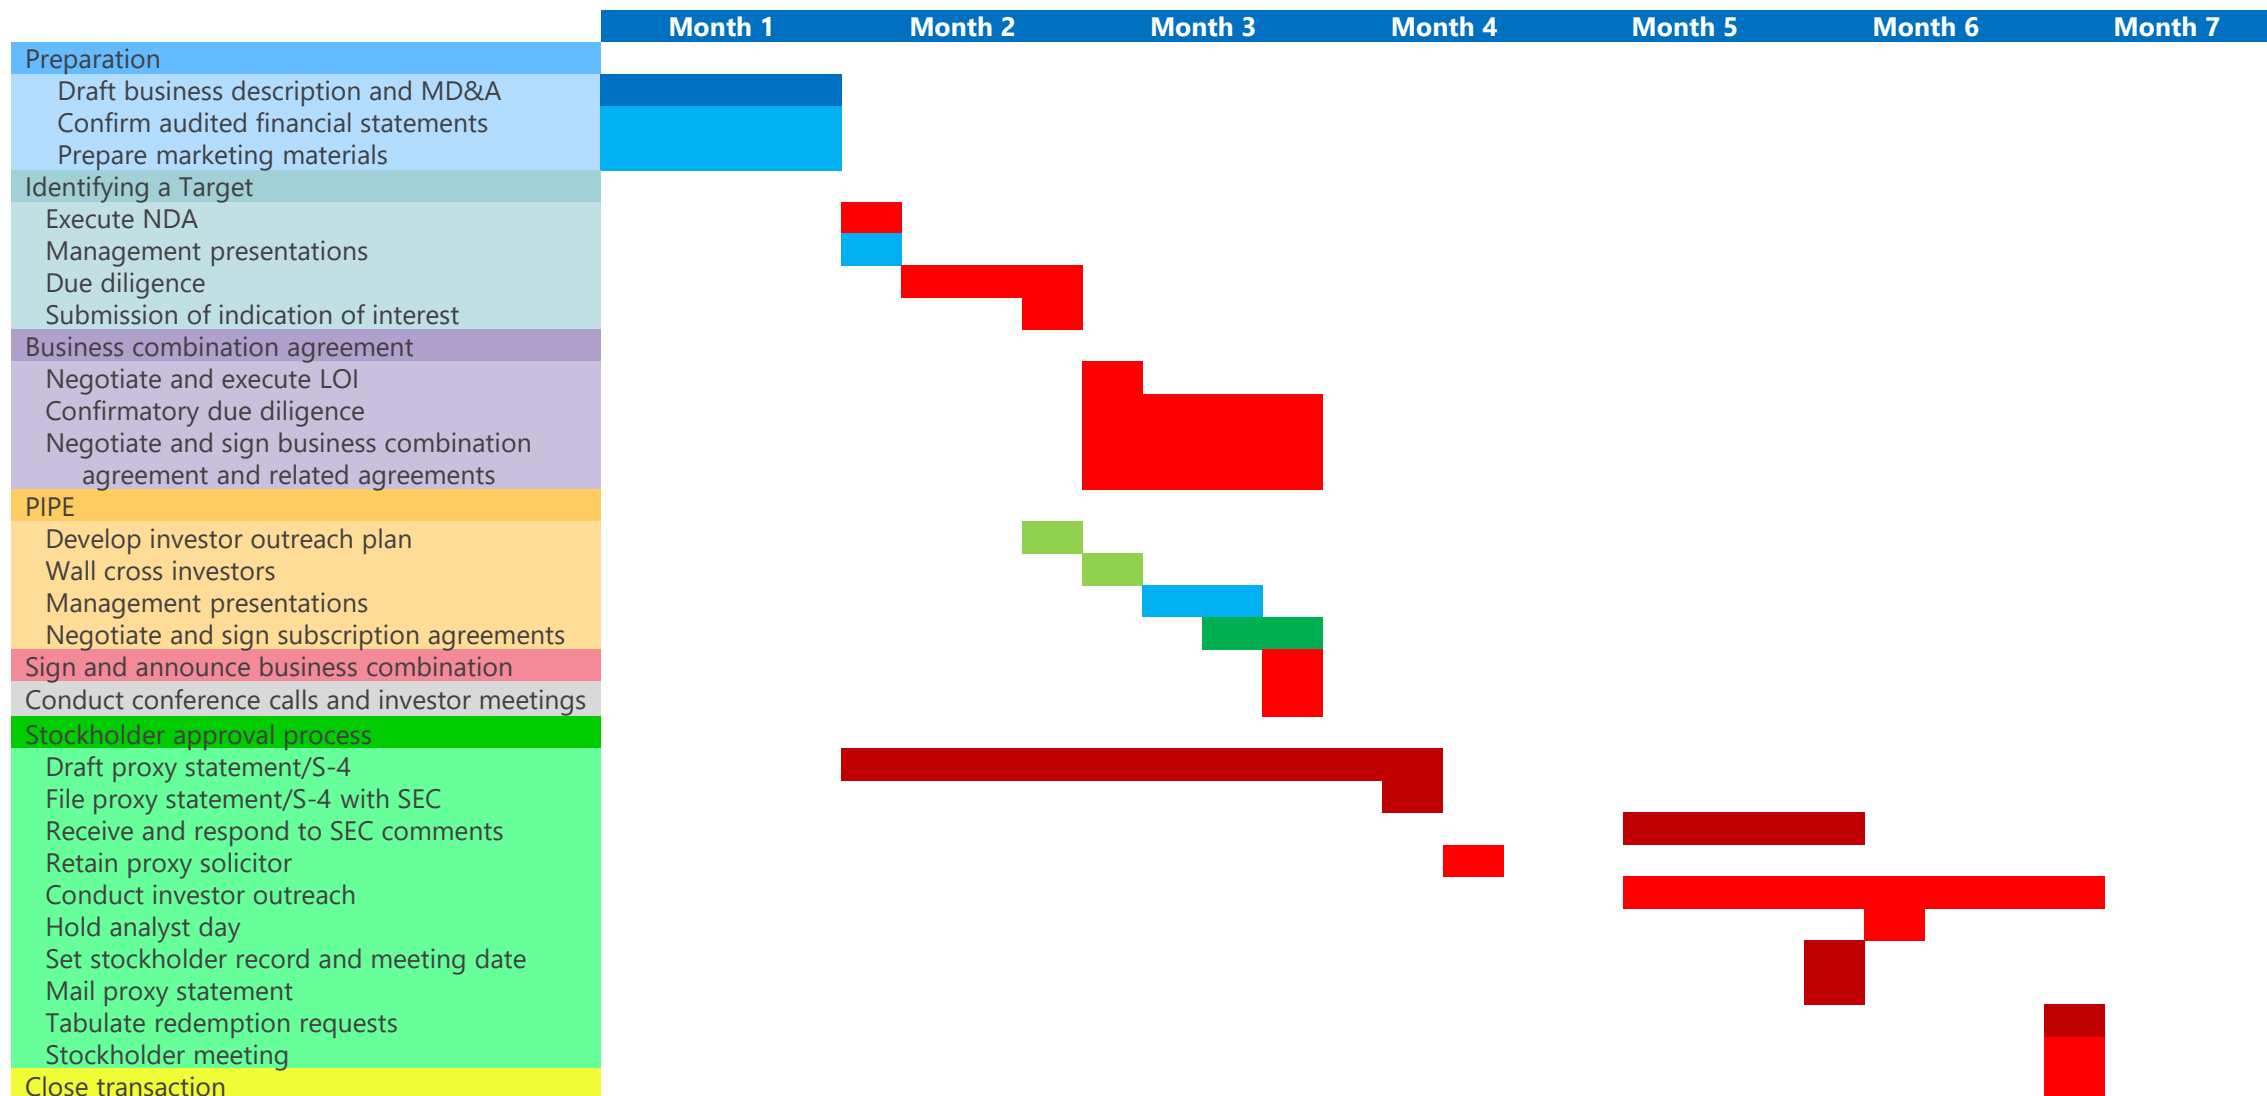 Month 1 Month 2 Month 3 Month 4 Month 5 Month 6 Month 7
Preparation
Draft business description and MD&A
Confirm audited financial statements
Prepare marketing materials
Identifying a Target
Execute NDA
Management presentations
Due diligence
Submission of indication of interest
Business combination agreement
Negotiate and execute LOI
Confirmatory due diligence
Negotiate and sign business combination
agreement and related agreements
PIPE
Develop investor outreach plan
Wall cross investors
Management presentations
Negotiate and sign subscription agreements
Sign and announce business combination
Conduct conference calls and investor meetings
Stockholder approval process
Draft proxy statement/S-4
File proxy statement/S-4 with SEC
Receive and respond to SEC comments
Retain proxy solicitor
Conduct investor outreach
Hold analyst day
Set stockholder record and meeting date
Mail proxy statement
Tabulate redemption requests
Stockholder meeting
Close transaction